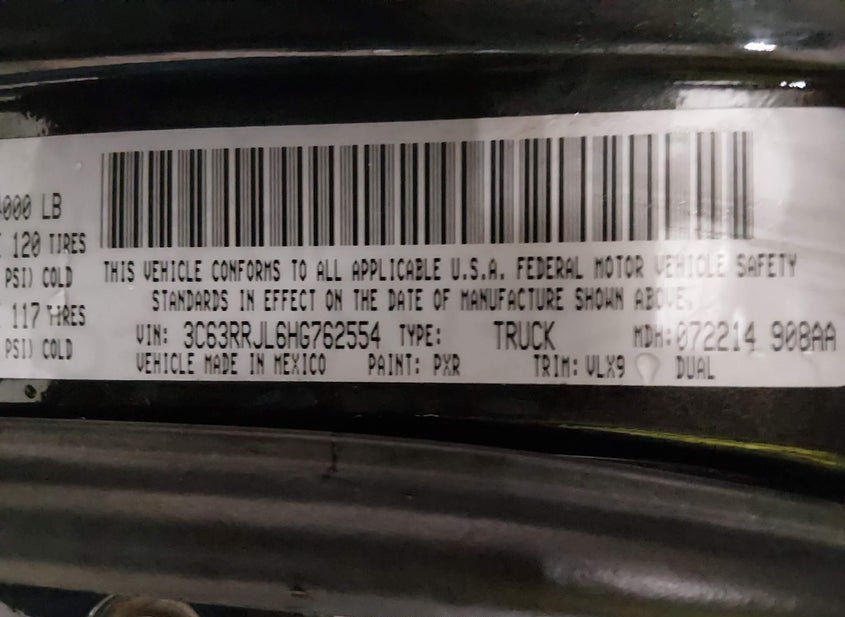 000 LB
120 TIRES
PSI) COLD
117 TIRES
PSI) COLD
THIS VEHICLE CONFORMS TO ALL APPLICABLE U.S.A. FEDERAL MOTOR VEHICLE SAFETY
STANDARDS IN EFFECT ON THE DATE OF MANUFACTURE SHOWN ABOVE.
VIN: 3C63RRJL6HG762554 TYPE: TRUCK MDH:072214 908AA
VEHICLE MADE IN MEXICO PAINT: PXR TRIM: VLX9 DUAL